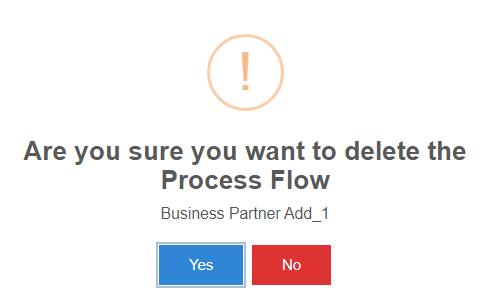 !
Are you sure you want to delete the
Process Flow
Business Partner Add_1
Yes No